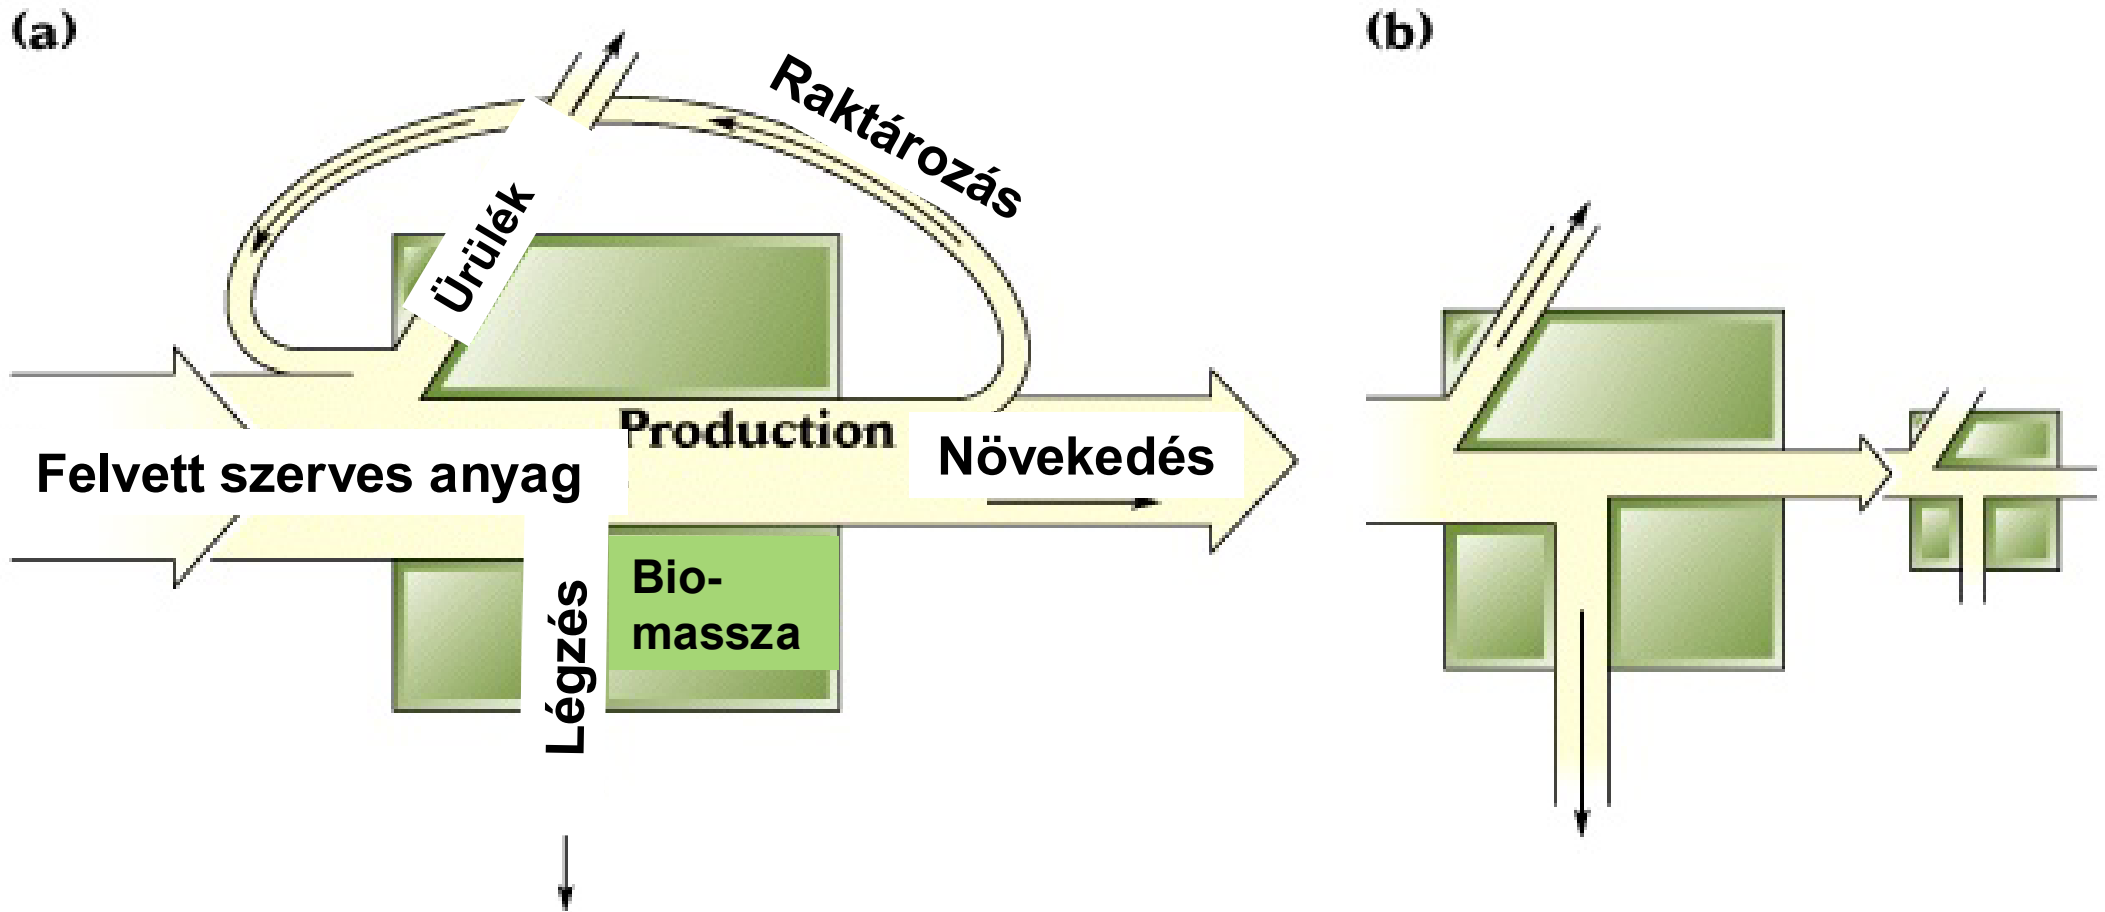 (a)
(b)
Raktározás
Ürülék
Production
Növekedés
Felvett szerves anyag
Bio-
massza
Légzés